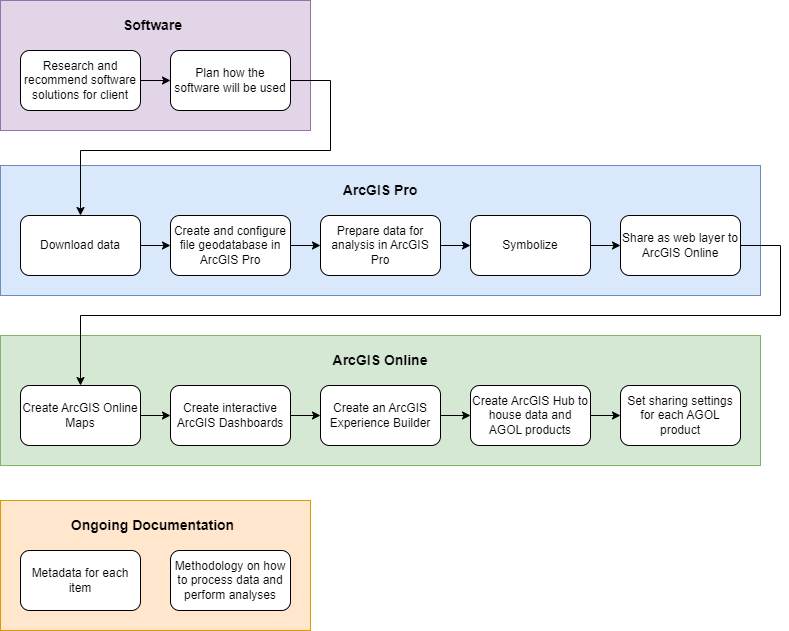 Software
Research and
recommend software
solutions for client
Plan how the
software will be used
ArcGIS Pro
Download data
Create and configure
file geodatabase in
ArcGIS Pro
Prepare data for
analysis in ArcGIS
Pro
Symbolize
Share as web layer to
ArcGIS Online
ArcGIS Online
Create ArcGIS Online
Maps
Create interactive
ArcGIS Dashboards
Create an ArcGIS
Experience Builder
Create ArcGIS Hub to
house data and
AGOL products
Set sharing settings
for each AGOL
product
Ongoing Documentation
Metadata for each
item
Methodology on how
to process data and
perform analyses